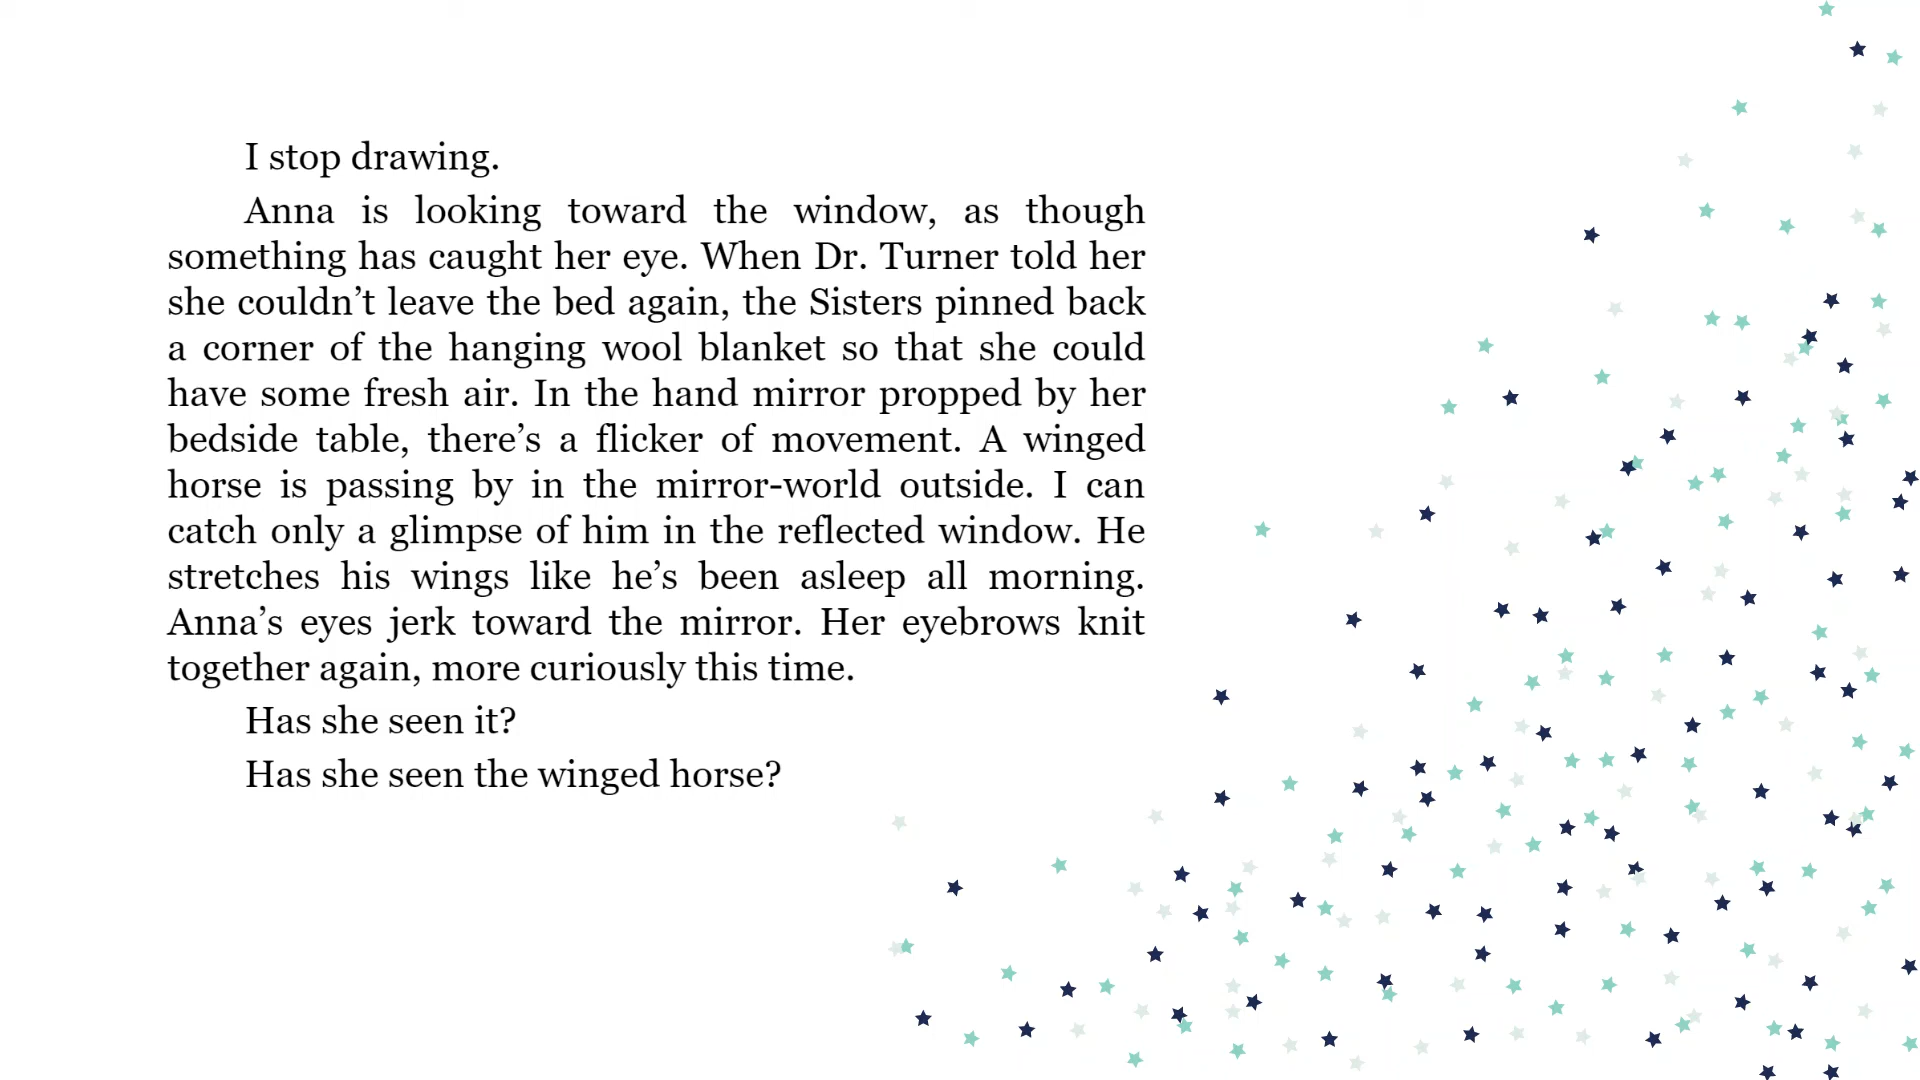 I stop drawing.
Anna is looking toward the window, as though
something has caught her eye. When Dr. Turner told her
she couldn’t leave the bed again, the Sisters pinned back
a corner of the hanging wool blanket so that she could
have some fresh air. In the hand mirror propped by her
bedside table, there’s a flicker of movement. A winged
horse is passing by in the mirror-world outside. I can
catch only a glimpse of him in the reflected window. He
stretches his wings like he’s been asleep all morning.
Anna’s eyes jerk toward the mirror. Her eyebrows knit
together again, more curiously this time.
Has she seen it?
Has she seen the winged horse?